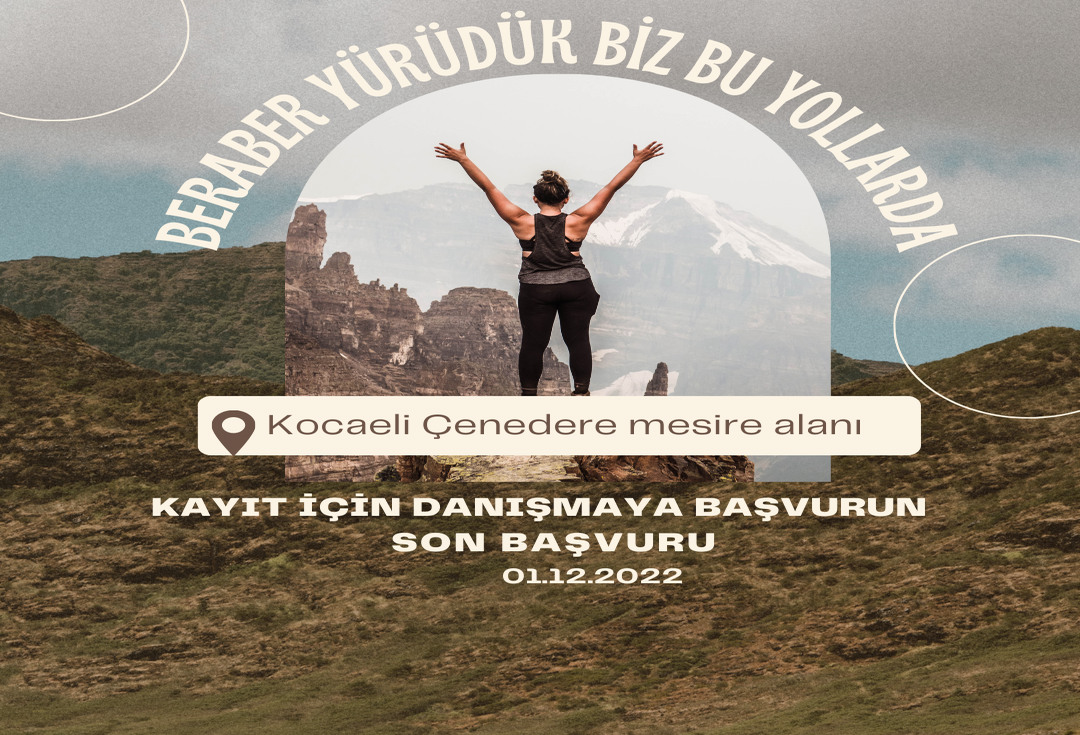 BERABER YÜRÜDÜK BİZ BU YOLLARDA
Kocaeli Çenedere mesire alanı
KAYIT İÇİN DANIŞMAYA BAŞVURUN
SON BAŞVURU
01.12.2022